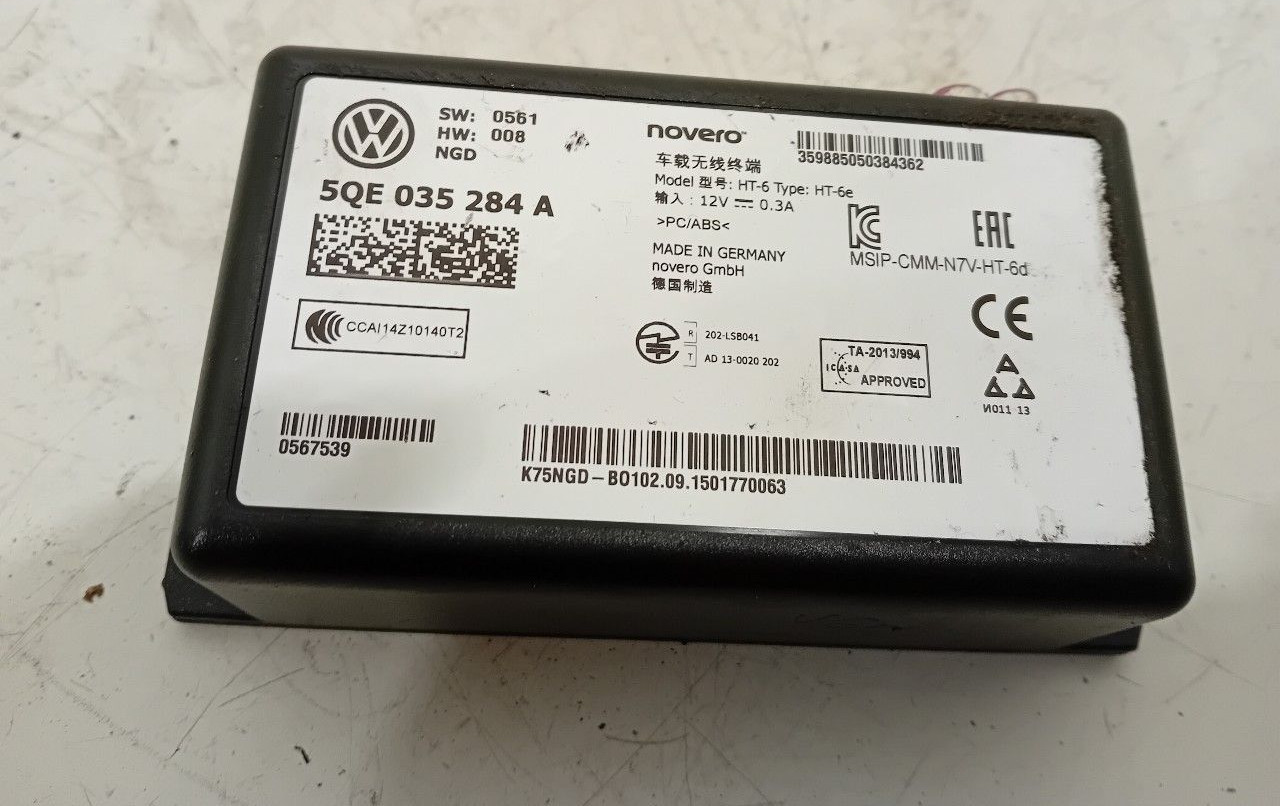 SW: 0561
HW: 008
NGD
5QE 035 284 A
CCAI14Z10140T2
0567539
novero
359885050384362
车载无线终端
Model 型号: HT-6 Type: HT-6e
输入 : 12V 0.3A
>PC/ABS<
MADE IN GERMANY
novero GmbH
德国制造
EAC
MSIP-CMM-N7V-HT-6d
CE
R 202-LSB041
T AD 13-0020 202
TA-2013/994
ICASA
APPROVED
И011 13
K75NGD-B0102.09.1501770063